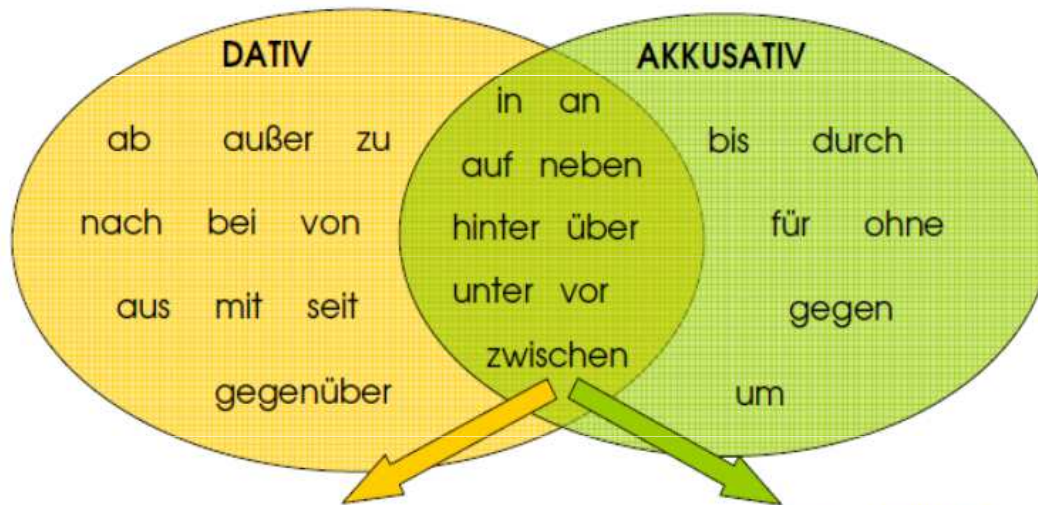 DATIV
AKKUSATIV
ab außer zu
nach bei von
aus mit seit
gegenüber
in an
auf neben
hinter über
unter vor
zwischen
bis durch
für ohne
gegen
um